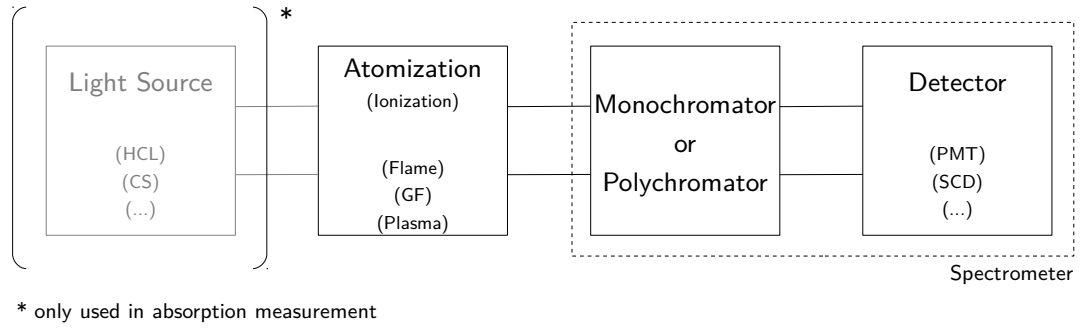 *
Light Source
(HCL)
(CS)
(...)
Atomization
(Ionization)
(Flame)
(GF)
(Plasma)
Monochromator
or
Polychromator
Detector
(PMT)
(SCD)
(...)
Spectrometer
* only used in absorption measurement